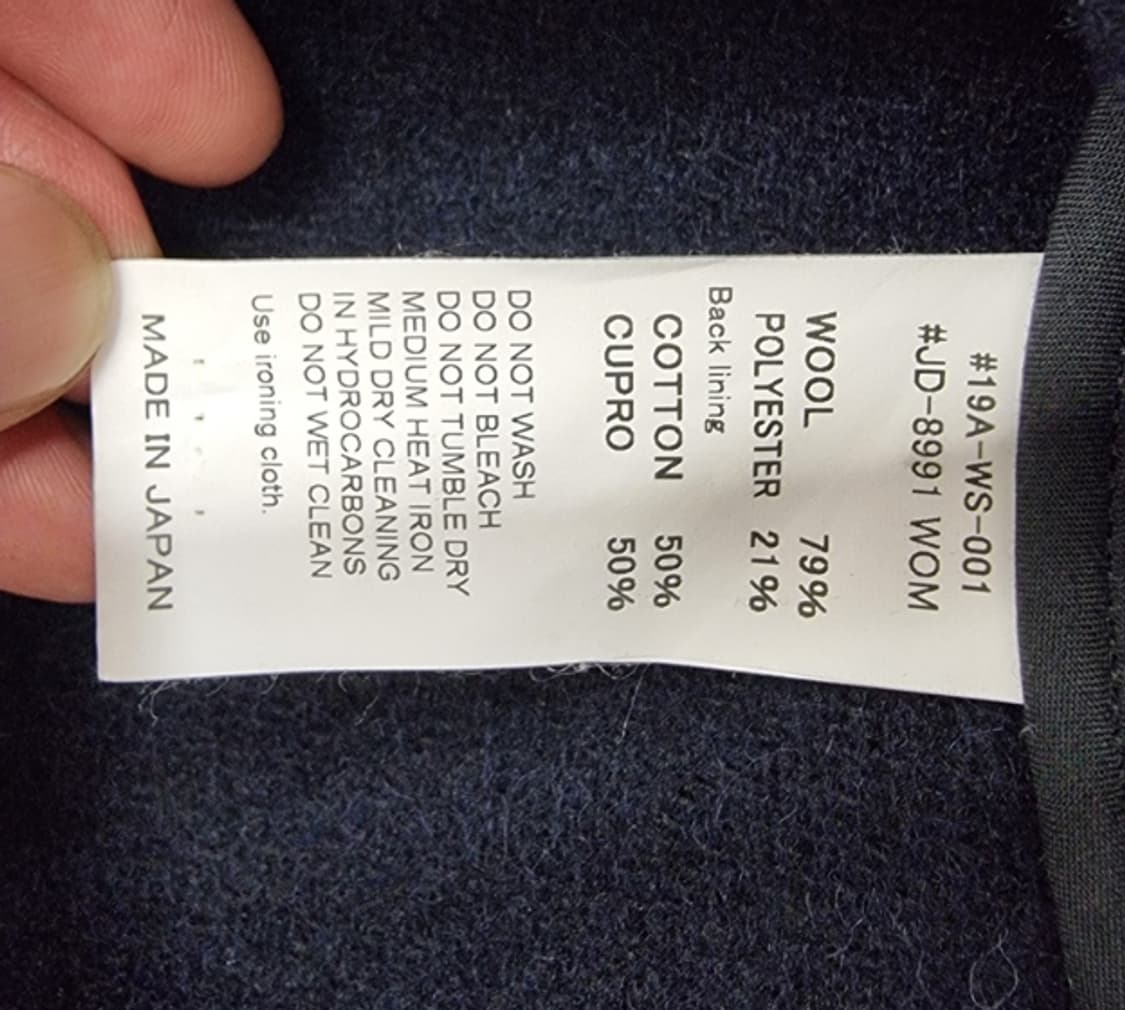 #19A-WS-001
#JD-8991 WOM
WOOL 79%
POLYESTER 21%
Back lining
COTTON 50%
CUPRO 50%
DO NOT WASH
DO NOT BLEACH
DO NOT TUMBLE DRY
MEDIUM HEAT IRON
MILD DRY CLEANING
IN HYDROCARBONS
DO NOT WET CLEAN
Use ironing cloth.
MADE IN JAPAN